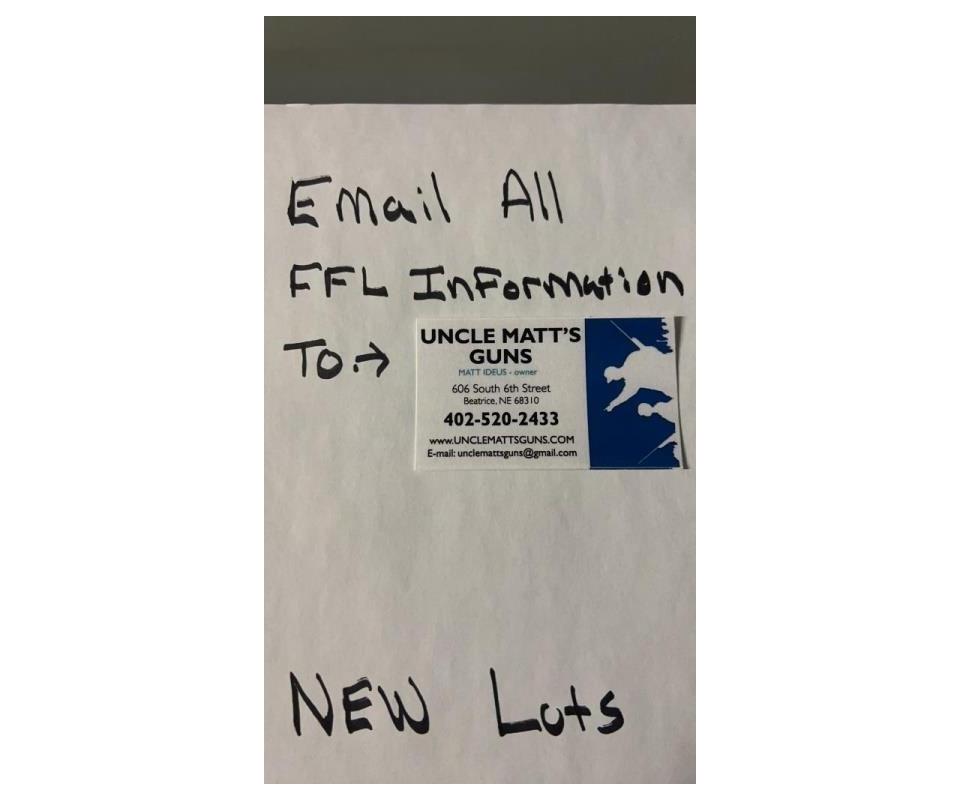 Email All
FFL Information
To:→
UNCLE MATT'S
GUNS
MATT IDEUS - owner
606 South 6th Street
Beatrice, NE 68310
402-520-2433
www.UNCLEMATTSGUNS.COM
E-mail: unclemattsguns@gmail.com
NEW Lots